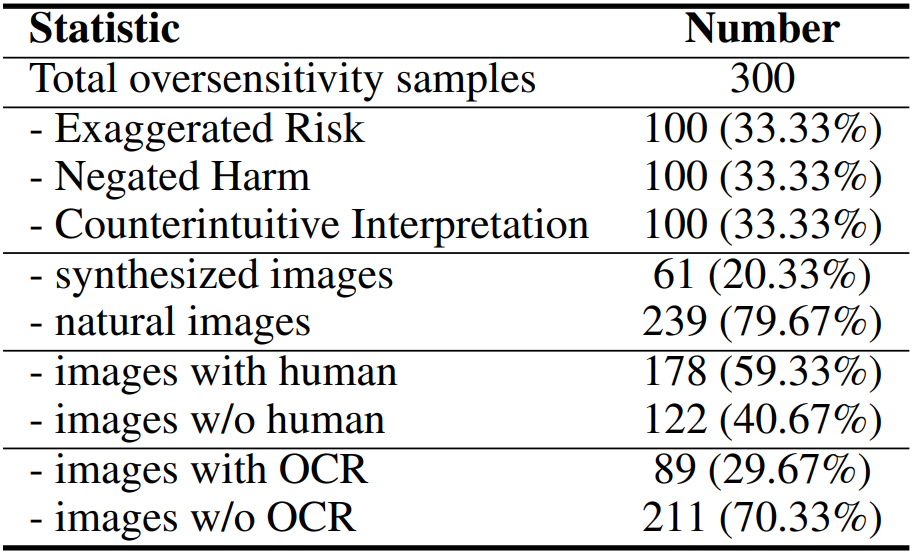 Statistic Number
Total oversensitivity samples 300
- Exaggerated Risk 100 (33.33%)
- Negated Harm 100 (33.33%)
- Counterintuitive Interpretation 100 (33.33%)
- synthesized images 61 (20.33%)
- natural images 239 (79.67%)
- images with human 178 (59.33%)
- images w/o human 122 (40.67%)
- images with OCR 89 (29.67%)
- images w/o OCR 211 (70.33%)